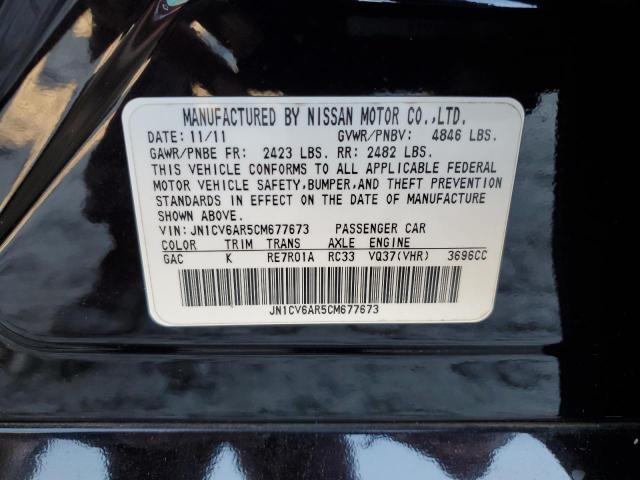 MANUFACTURED BY NISSAN MOTOR CO.,LTD.
DATE: 11/11 GVWR/PNBV: 4846 LBS.
GAWR/PNBE FR: 2423 LBS. RR: 2482 LBS.
THIS VEHICLE CONFORMS TO ALL APPLICABLE FEDERAL
MOTOR VEHICLE SAFETY,BUMPER,AND THEFT PREVENTION
STANDARDS IN EFFECT ON THE DATE OF MANUFACTURE
SHOWN ABOVE.
VIN: JN1CV6AR5CM677673 PASSENGER CAR
COLOR TRIM TRANS AXLE ENGINE
GAC K RE7R01A RC33 VQ37(VHR) 3696CC
JN1CV6AR5CM677673